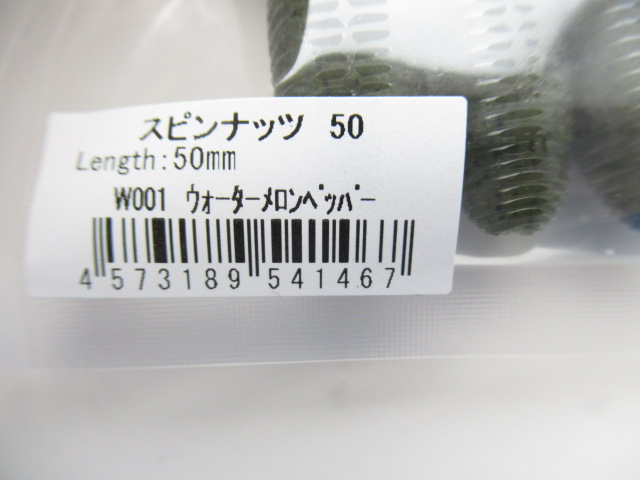 スピンナッツ 50
Length:50mm
W001 ウォーターメロンペッパー
4 573189 541467